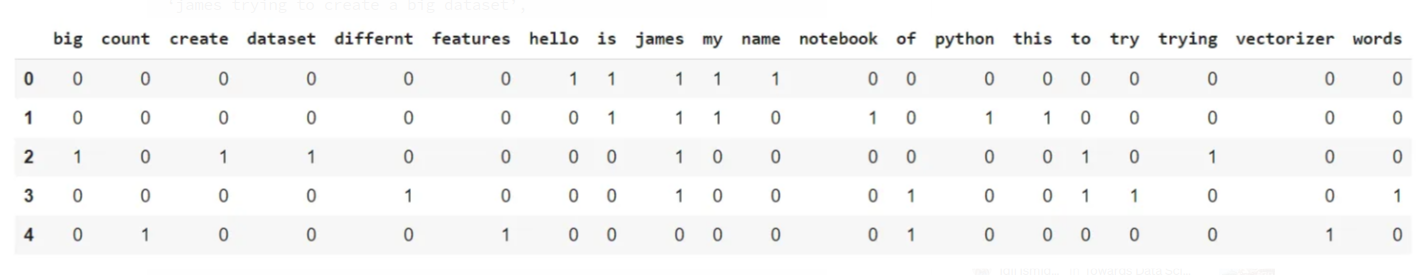 'james trying to create a big dataset',
big count create dataset differnt features hello is james my name notebook of python this to try trying vectorizer words
0 0 0 0 0 0 0 1 1 1 1 1 0 0 0 0 0 0 0 0 0
1 0 0 0 0 0 0 0 1 1 1 0 1 0 1 1 0 0 0 0 0
2 1 0 1 1 0 0 0 0 1 0 0 0 0 0 0 1 0 1 0 0
3 0 0 0 0 1 0 0 0 1 0 0 0 1 0 0 1 1 0 0 1
4 0 1 0 0 0 1 0 0 0 0 0 0 1 0 0 0 0 0 1 0